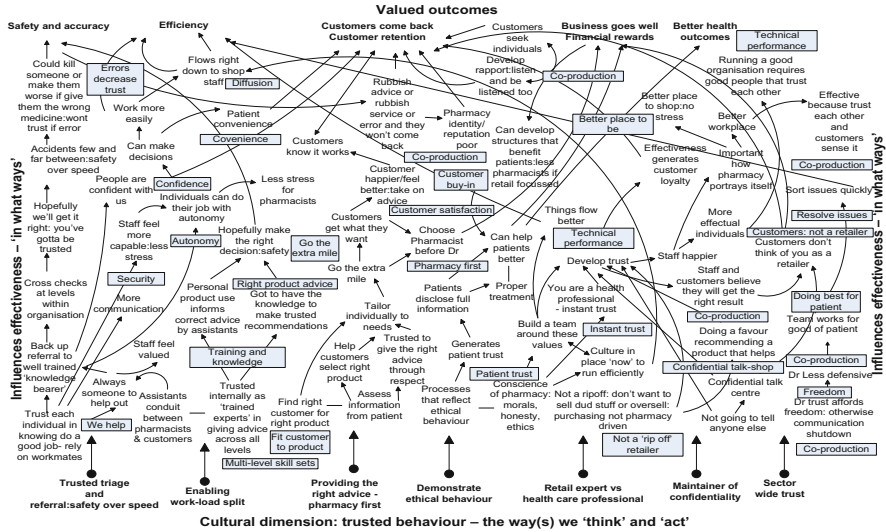 Valued outcomes
Safety and accuracy
Efficiency
Customers come back
Customer retention
Customers
seek
individuals
Business goes well
Financial rewards
Better health
outcomes
Technical
performance
Could kill
someone or
make them
worse if give
them the wrong
medicine:wont
trust if error
Errors
decrease
trust
Flows right
down to shop
staff
Diffusion
Develop
rapport:listen
and be
listened too
Co-production
Running a good
organisation requires
good people that trust
each other
Rubbish
advice or
rubbish
service or
error and they
won't come
back
Work more
easily
Patient
convenience
Covenience
Pharmacy
identity/
reputation
poor
Co-production
Better place
to shop:no
stress
Better place to
be
Better
workplace
Effective
because trust
each other
and
customers
sense it
Co-production
Customers
know it works
Can develop
structures that
benefit
patients:less
pharmacists if
retail focussed
Can make
decisions
Accidents few and
far between:safety
over speed
Effectiveness
generates
customer
loyalty
Important
how
pharmacy
portrays itself
People are
confident with
us
Confidence
Less stress
for
pharmacists
Customer
happier/feel
better:take on
advice
Customer
buy-in
Customer satisfaction
Sort issues quickly
Resolve issues
Individuals can do
their job with
autonomy
Autonomy
Hopefully
we'll get it
right: you've
gotta be
trusted
Staff feel
more
capable:less
stress
Security
Hopefully make
the right
decision:safety
Go the
extra mile
Customers
get what they
want
Choose
Pharmacist
before Dr
Pharmacy first
Can help
patients
better
Things flow
better
Technical
performance
More
effectual
individuals
Customers: not a retailer
Customers don't
think of you as a
retailer
Staff happier
Develop trust
Go the extra
mile
Right product advice
Got to have the
knowledge to
make trusted
recommendations
Cross checks at
levels within
organisation
More
communication
Personal
product use
informs
correct advice
by assistants
Patients
disclose full
information
Proper
treatment
You are a health
professional
- instant trust
Instant trust
Staff and
customers believe
they will get the
right result
Co-production
Doing best for
patient
Team works for
good of patient
Co-production
Tailor
individually to
needs
Build a team
around these
values
Doing a favour
recommending a
product that helps
Confidential talk-shop
Confidential talk
centre
Back up
referral to
well trained
'knowledge
bearer'
Staff feel
valued
Training and
knowledge
Help
customers
select right
product
Trusted to
give the right
advice
through
respect
Generates
patient trust
Patient trust
Culture in
place 'now' to
run efficiently
Dr Less defensive
Freedom
Dr trust affords
freedom: otherwise
communication
shutdown
Co-production
Always
someone to
help out
We help
Assistants
conduit
between
pharmacists
& customers
Trusted
internally as
'trained
experts' in
giving advice
across all
levels
Multi-level skill sets
Find right
customer for
right product
Fit customer
to product
Assess
information
in patient
Processes
that reflect
ethical
behaviour
Conscience
of pharmacy:
morals,
honesty,
ethics
Not a ripoff: don't want to
sell dud stuff or oversell:
purchasing not pharmacy
driven
Not a 'rip off'
retailer
Not going to tell
anyone else
Trust each
individual in
knowing do a
good job- rely
on workmates
Trusted triage
and
referral:safety over speed
Enabling
work-load split
Providing the
right advice -
pharmacy first
Demonstrate
ethical behaviour
Retail expert vs
health care professional
Maintainer of
confidentiality
Sector
wide trust
Influences effectiveness – 'in what ways'
Influences effectiveness – 'in what ways'
Cultural dimension: trusted behaviour – the way(s) we 'think' and 'act'